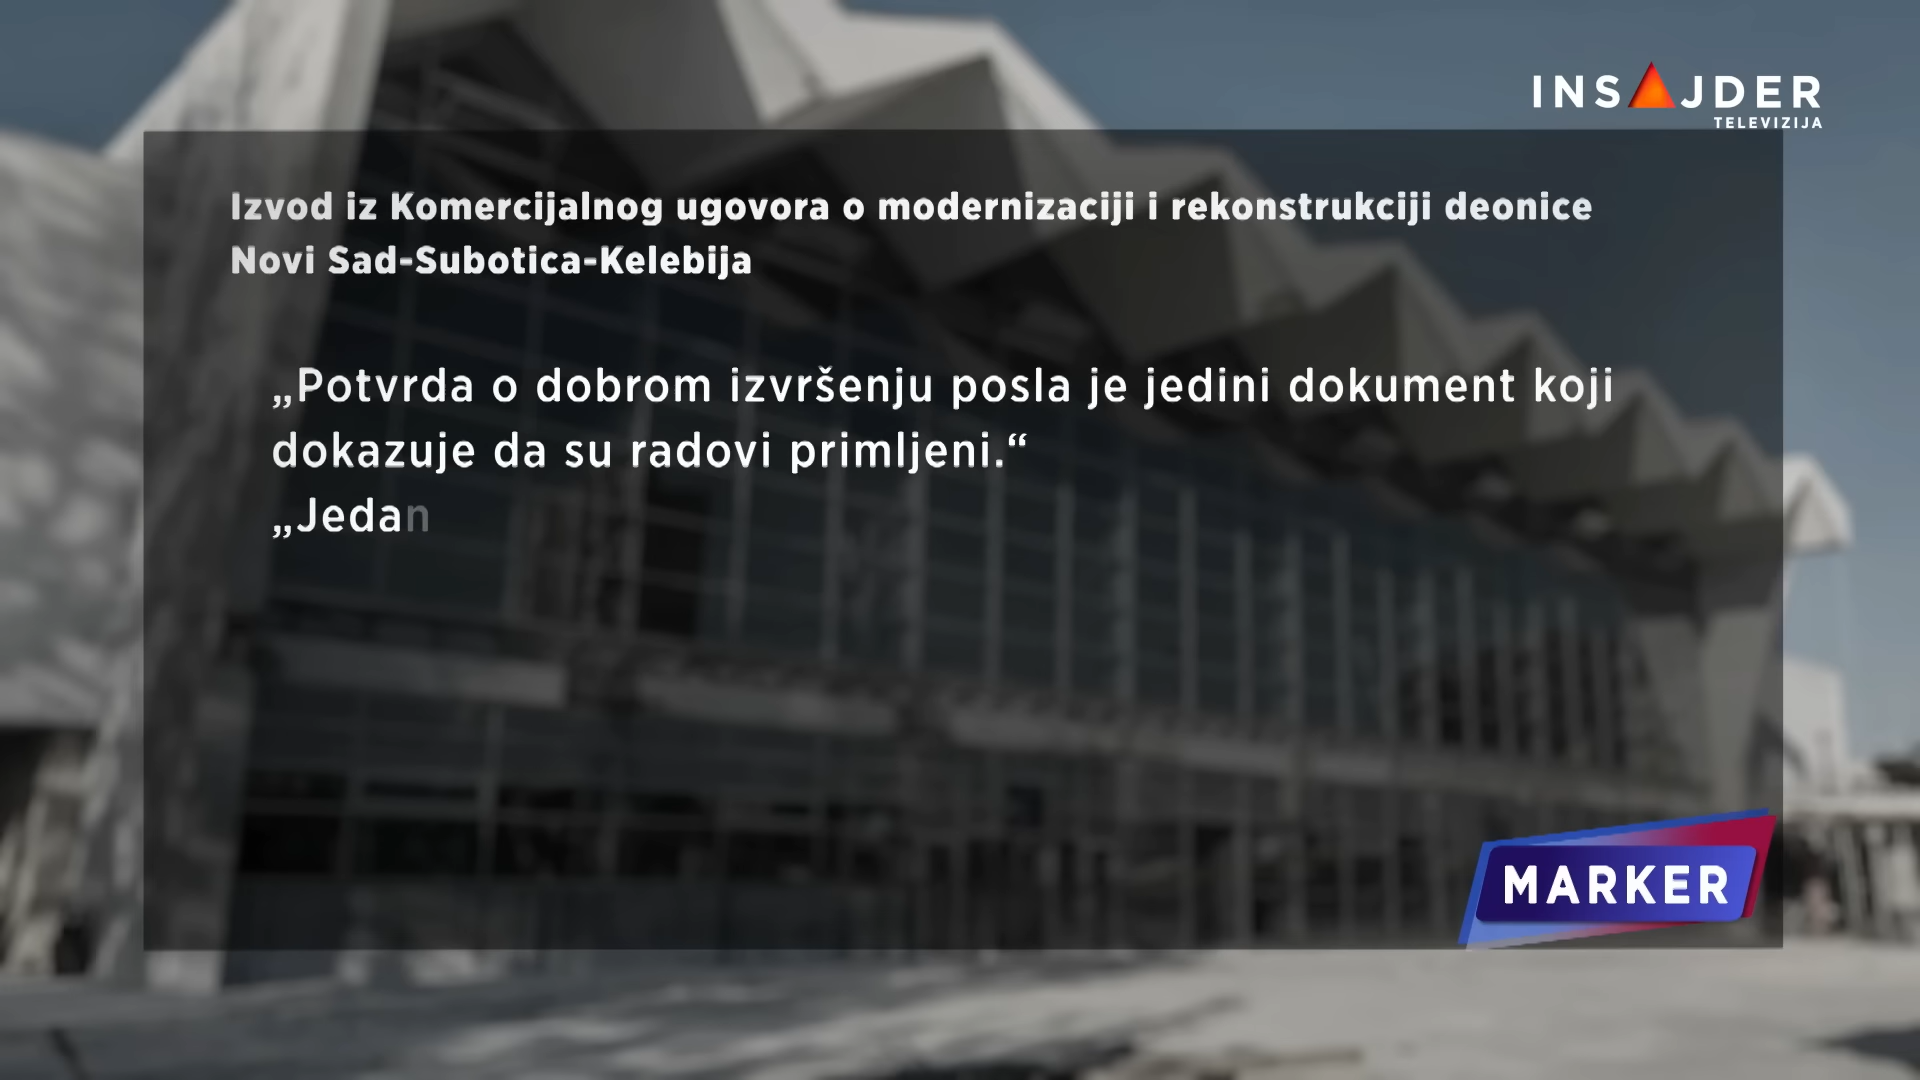 INSAJDER
TELEVIZIJA
Izvod iz Komercijalnog ugovora o modernizaciji i rekonstrukciji deonice
Novi Sad-Subotica-Kelebija
„Potvrda o dobrom izvršenju posla je jedini dokument koji
dokazuje da su radovi primljeni.“
„Jedan
MARKER